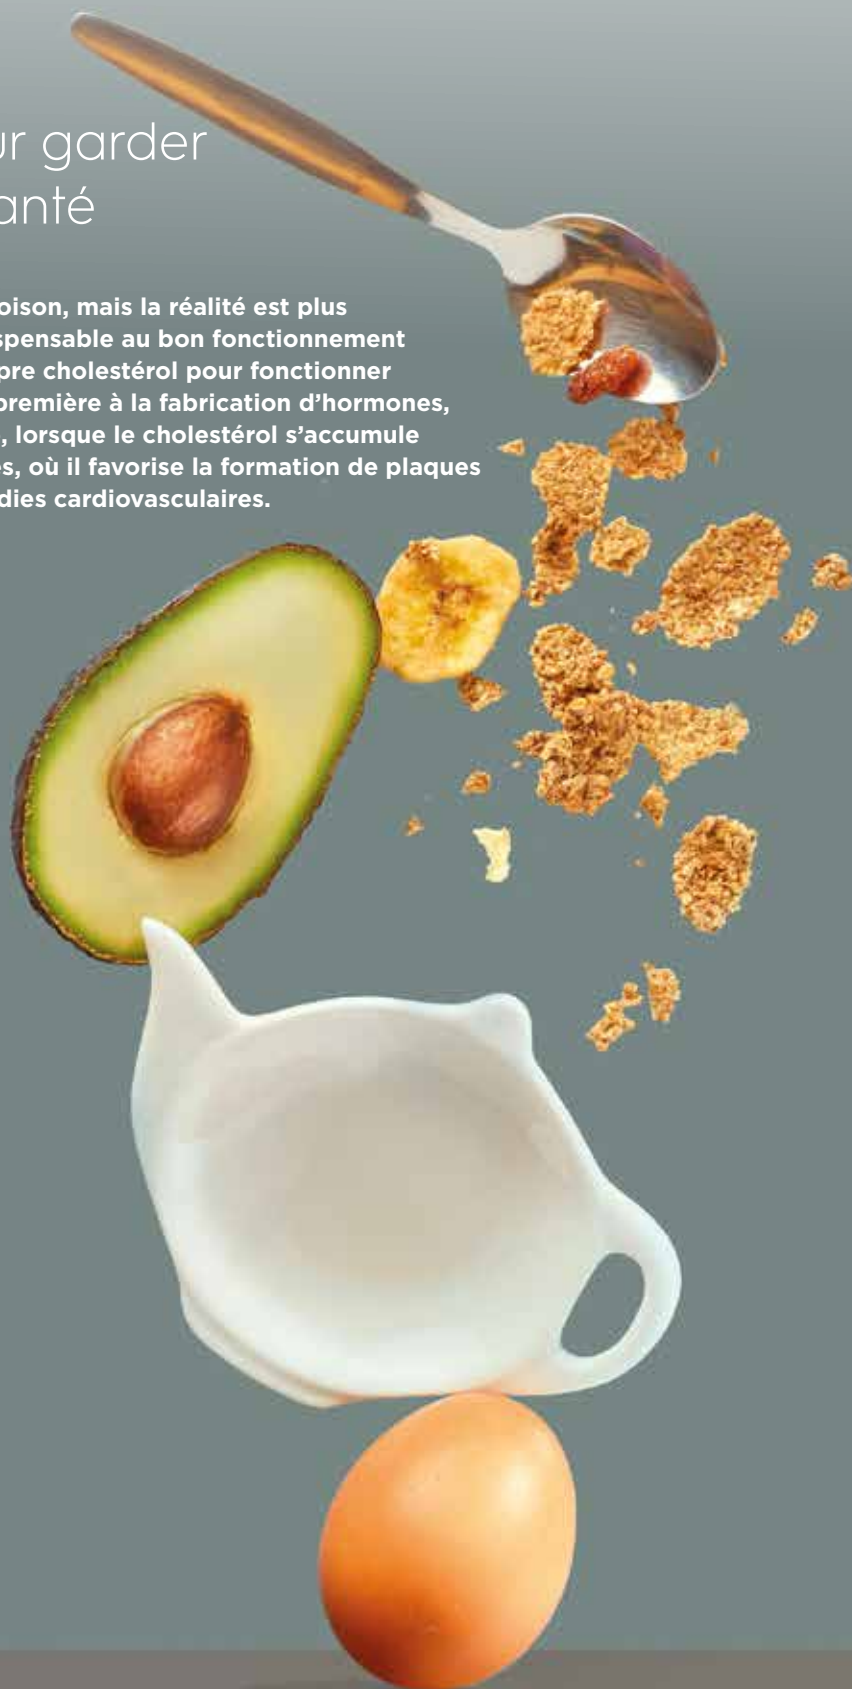 ur garder
anté
oison, mais la réalité est plus
spensable au bon fonctionnement
pre cholestérol pour fonctionner
première à la fabrication d’hormones,
, lorsque le cholestérol s’accumule
es, où il favorise la formation de plaques
dies cardiovasculaires.